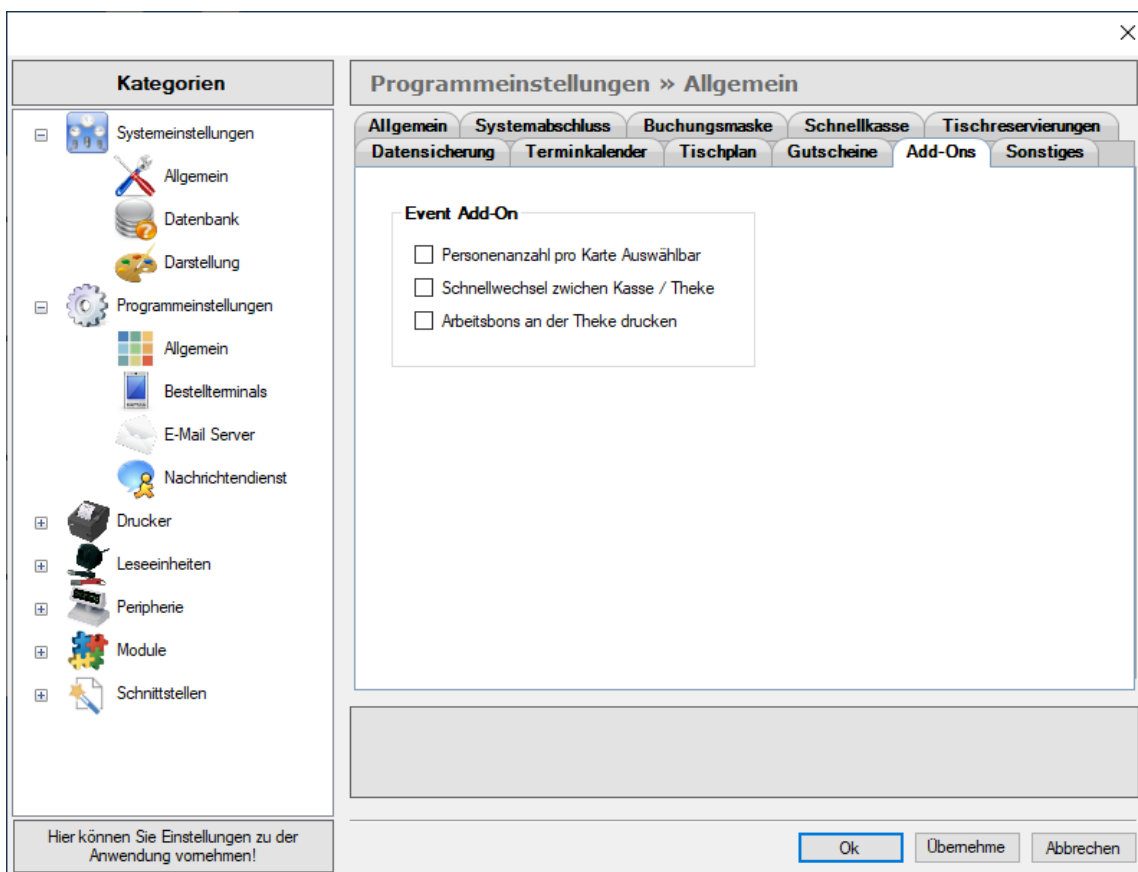 Kategorien
Systemeinstellungen
Allgemein
Datenbank
Darstellung
Programmeinstellungen
Allgemein
Bestellterminals
E-Mail Server
Nachrichtendienst
Drucker
Leseeinheiten
Peripherie
Module
Schnittstellen
Hier können Sie Einstellungen zu der
Anwendung vornehmen!
Programmeinstellungen » Allgemein
Allgemein Systemabschluss Buchungsmaske Schnellkasse Tischreservierungen
Datensicherung Terminkalender Tischplan Gutscheine Add-Ons Sonstiges
Event Add-On
Personenanzahl pro Karte Auswählbar
Schnellwechsel zwichen Kasse / Theke
Arbeitsbons an der Theke drucken
Ok Übernehme Abbrechen